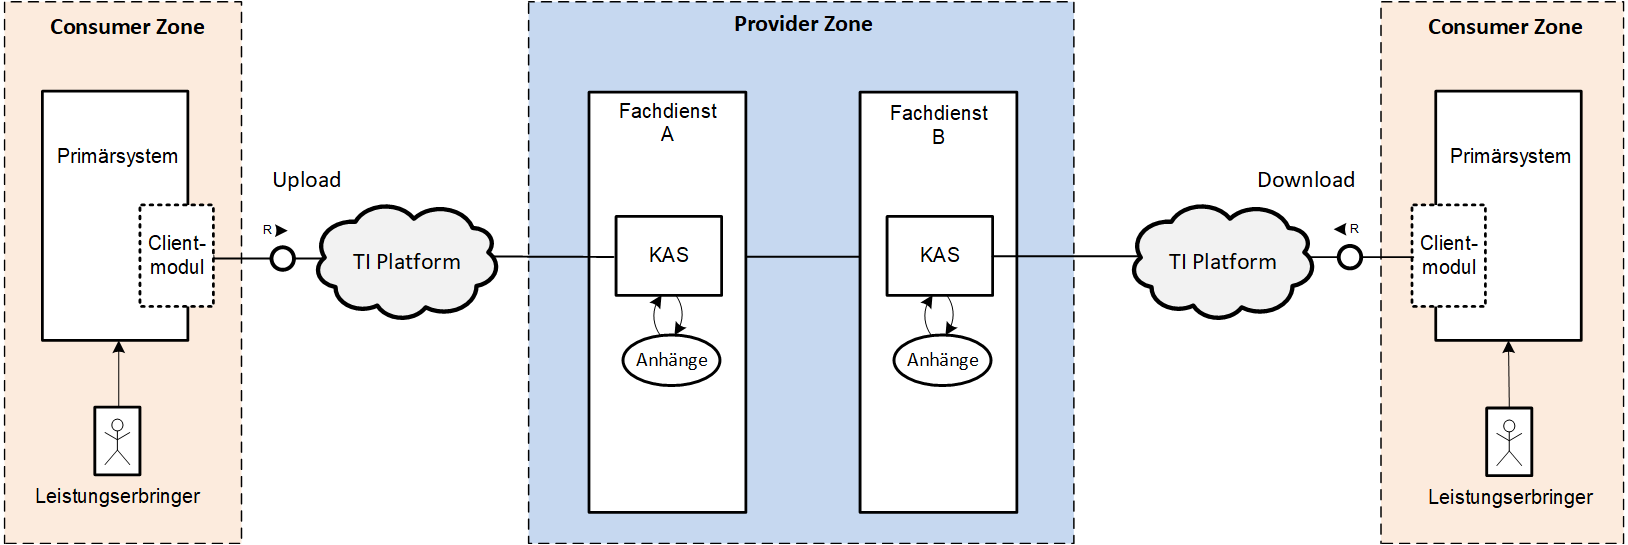 Consumer Zone
Primärsystem
Client-
modul
Leistungserbringer
Upload
R
TI Platform
Provider Zone
Fachdienst
A
KAS
Anhänge
Fachdienst
B
KAS
Anhänge
Download
R
TI Platform
Consumer Zone
Primärsystem
Client-
modul
Leistungserbringer